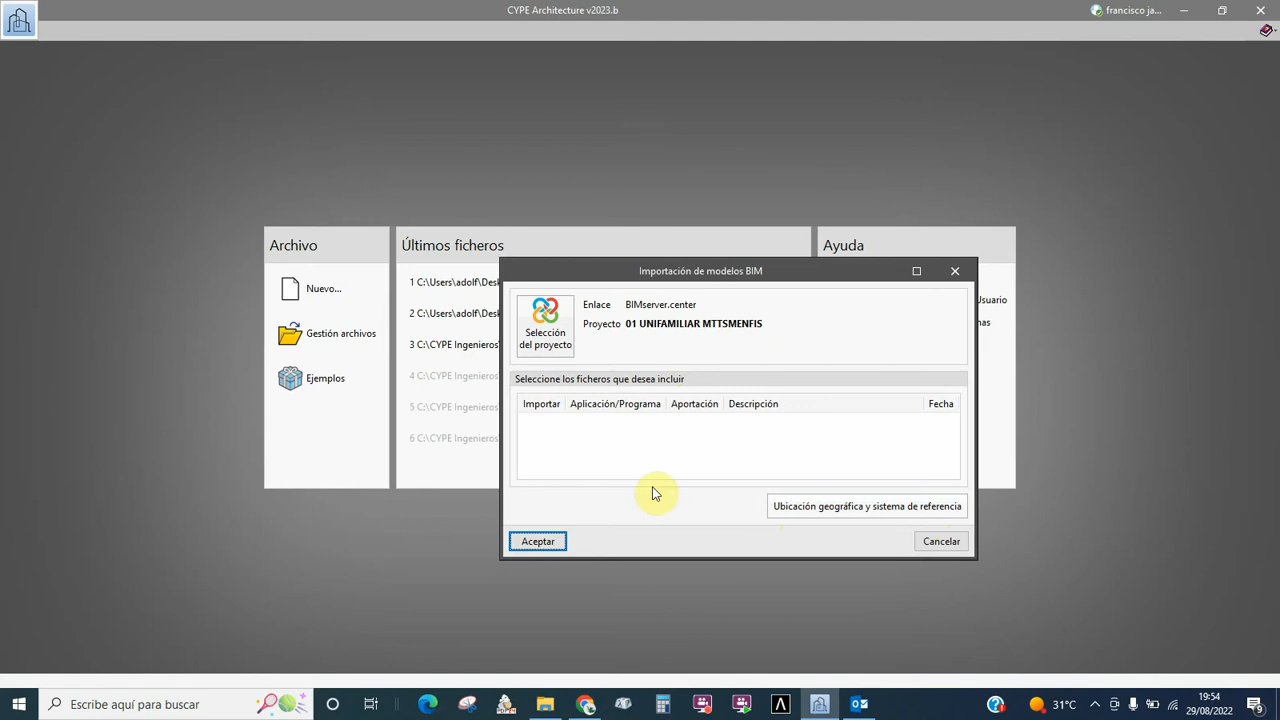 CYPE Architecture v2023.b
francisco ja...
Archivo
Nuevo...
Gestión archivos
Ejemplos
Últimos ficheros
1 C:\Users\adolf\Des
2 C:\Users\adolf\Des
3 C:\CYPE Ingenieros
4 C:\CYPE Ingenieros
5 C:\CYPE Ingenieros
6 C:\CYPE Ingenieros
Ayuda
Importación de modelos BIM
Selección
del proyecto
Enlace BIMserver.center
Proyecto 01 UNIFAMILIAR MTTSMENFIS
Seleccione los ficheros que desea incluir
Importar Aplicación/Programa Aportación Descripción Fecha
Ubicación geográfica y sistema de referencia
Aceptar
Cancelar
Escribe aquí para buscar
31°C
19:54
29/08/2022